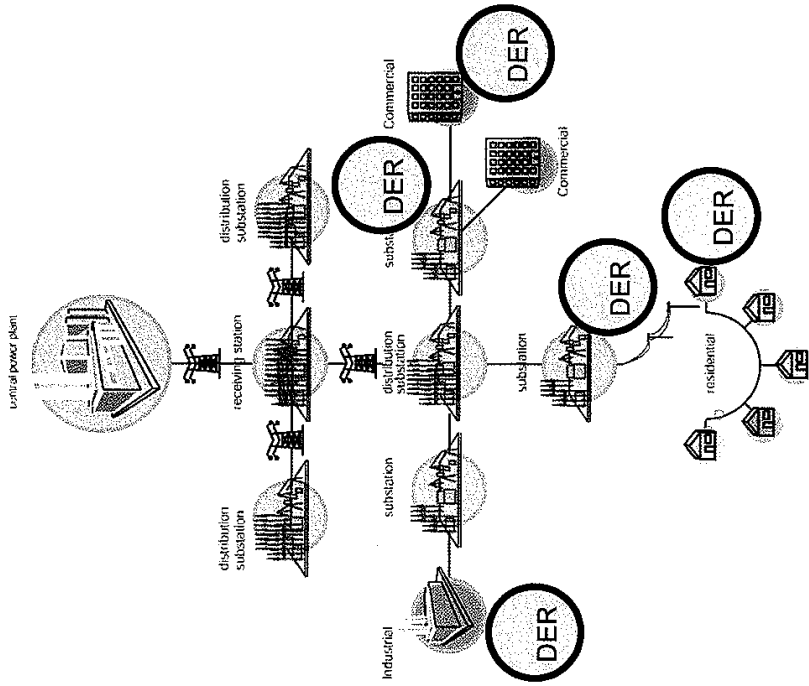 central power plant
receiving station
distribution
substation
distribution
substation
distribution
substation
substation
substation
substation
Industrial
Commercial
Commercial
residential
DER
DER
DER
DER
DER